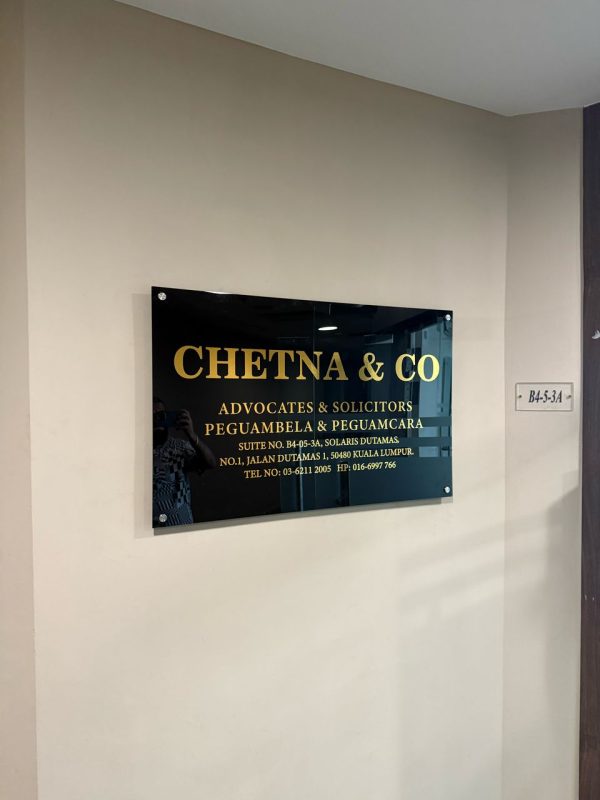 CHETNA & CO
ADVOCATES & SOLICITORS
PEGUAMBELA & PEGUAMCARA
SUITE NO. B4-05-3A, SOLARIS DUTAMAS,
NO.1, JALAN DUTAMAS 1, 50480 KUALA LUMPUR.
TEL NO: 03-6211 2005 HP: 016-6997 766
B4-5-3A